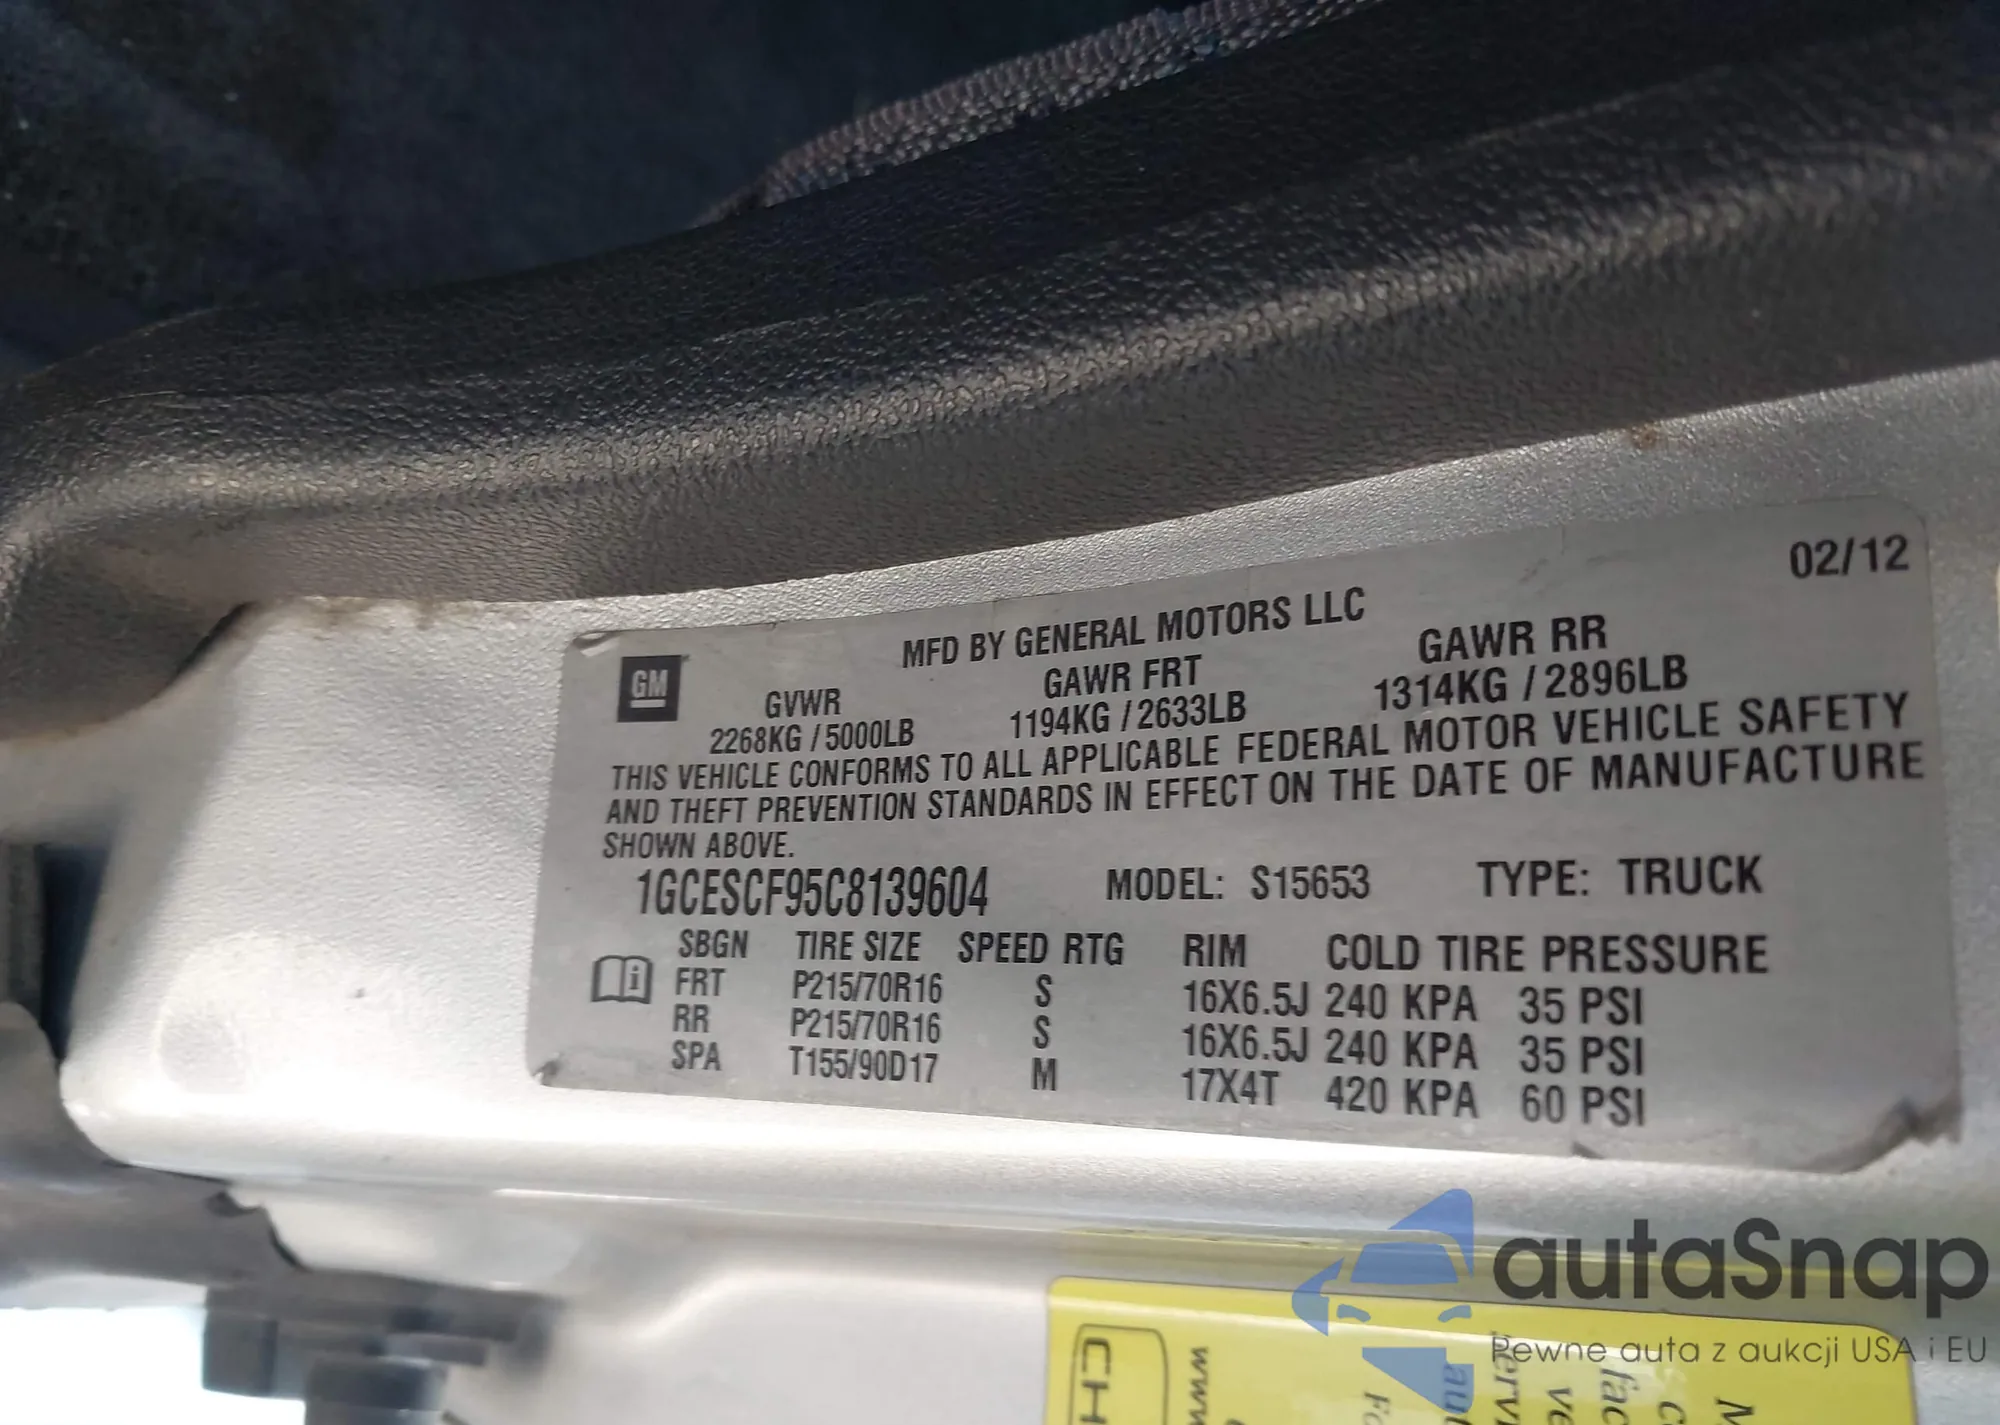 02/12
MFD BY GENERAL MOTORS LLC
GM
GVWR GAWR FRT GAWR RR
2268KG / 5000LB 1194KG / 2633LB 1314KG / 2896LB
THIS VEHICLE CONFORMS TO ALL APPLICABLE FEDERAL MOTOR VEHICLE SAFETY
AND THEFT PREVENTION STANDARDS IN EFFECT ON THE DATE OF MANUFACTURE
SHOWN ABOVE.
1GCESCF95C8139604 MODEL: S15653 TYPE: TRUCK
SBGN TIRE SIZE SPEED RTG RIM COLD TIRE PRESSURE
FRT P215/70R16 S 16X6.5J 240 KPA 35 PSI
RR P215/70R16 S 16X6.5J 240 KPA 35 PSI
SPA T155/90D17 M 17X4T 420 KPA 60 PSI
autaSnap
Pewne auta z aukcji USA i EU
CH
www